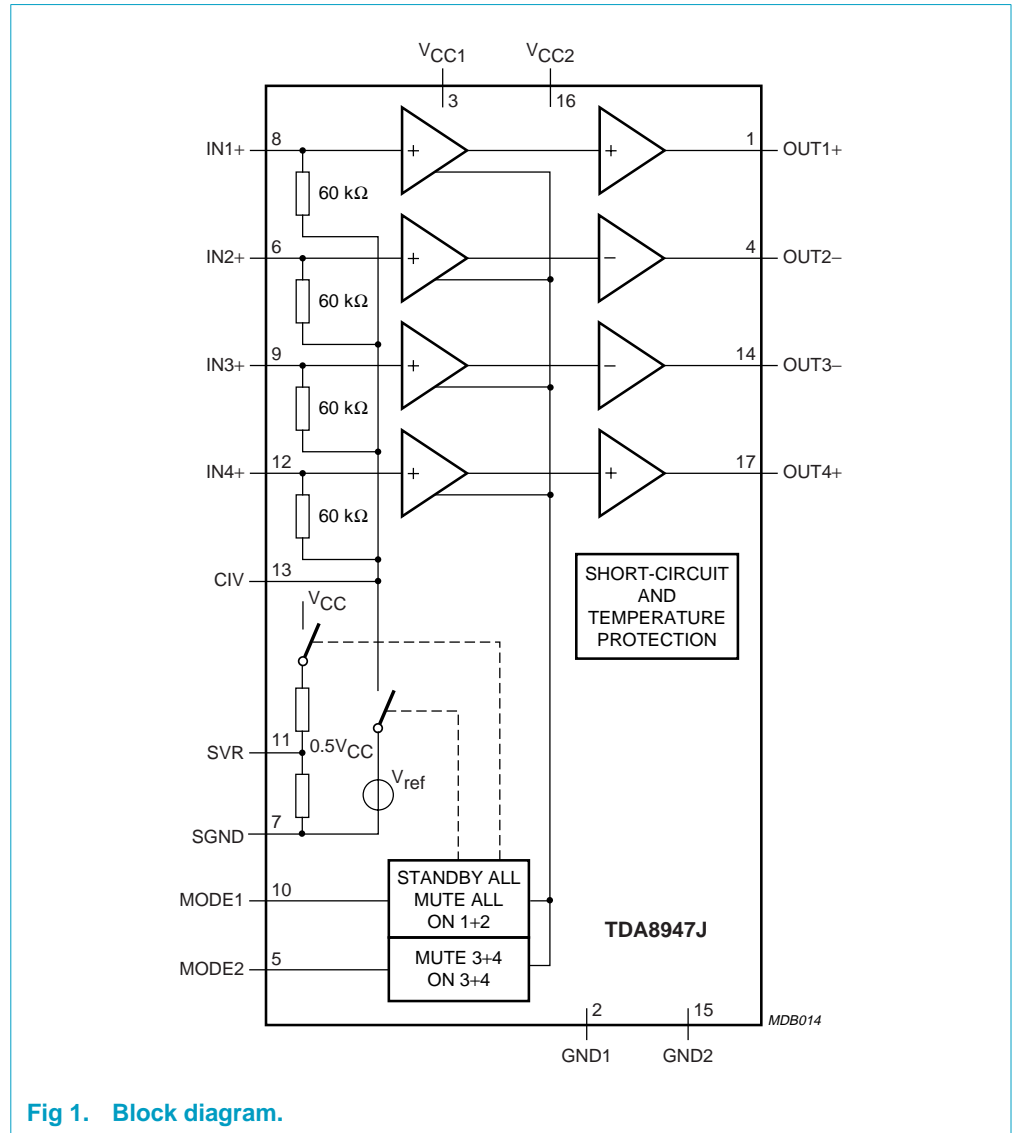 VCC1 VCC2
3 16
IN1+ 8 + + 1 OUT1+
60 kΩ
IN2+ 6 + − 4 OUT2−
60 kΩ
IN3+ 9 + − 14 OUT3−
60 kΩ
IN4+ 12 + + 17 OUT4+
60 kΩ
CIV 13
SHORT-CIRCUIT
AND
TEMPERATURE
PROTECTION
VCC
SVR 11 0.5VCC
Vref
SGND 7
MODE1 10
STANDBY ALL
MUTE ALL
ON 1+2
MODE2 5
MUTE 3+4
ON 3+4
TDA8947J
2 15
GND1 GND2
MDB014
Fig 1. Block diagram.